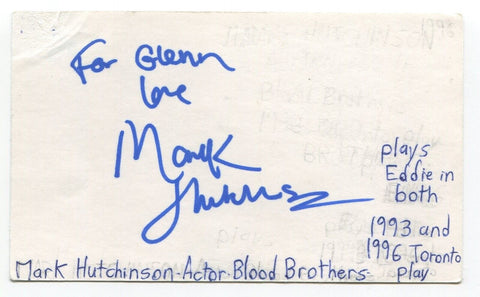 For Glenn
love
Mark
Hutchinson
plays
Eddie in
both
1993 and
1996 Toronto
play
Mark Hutchinson-Actor-Blood Brothers-